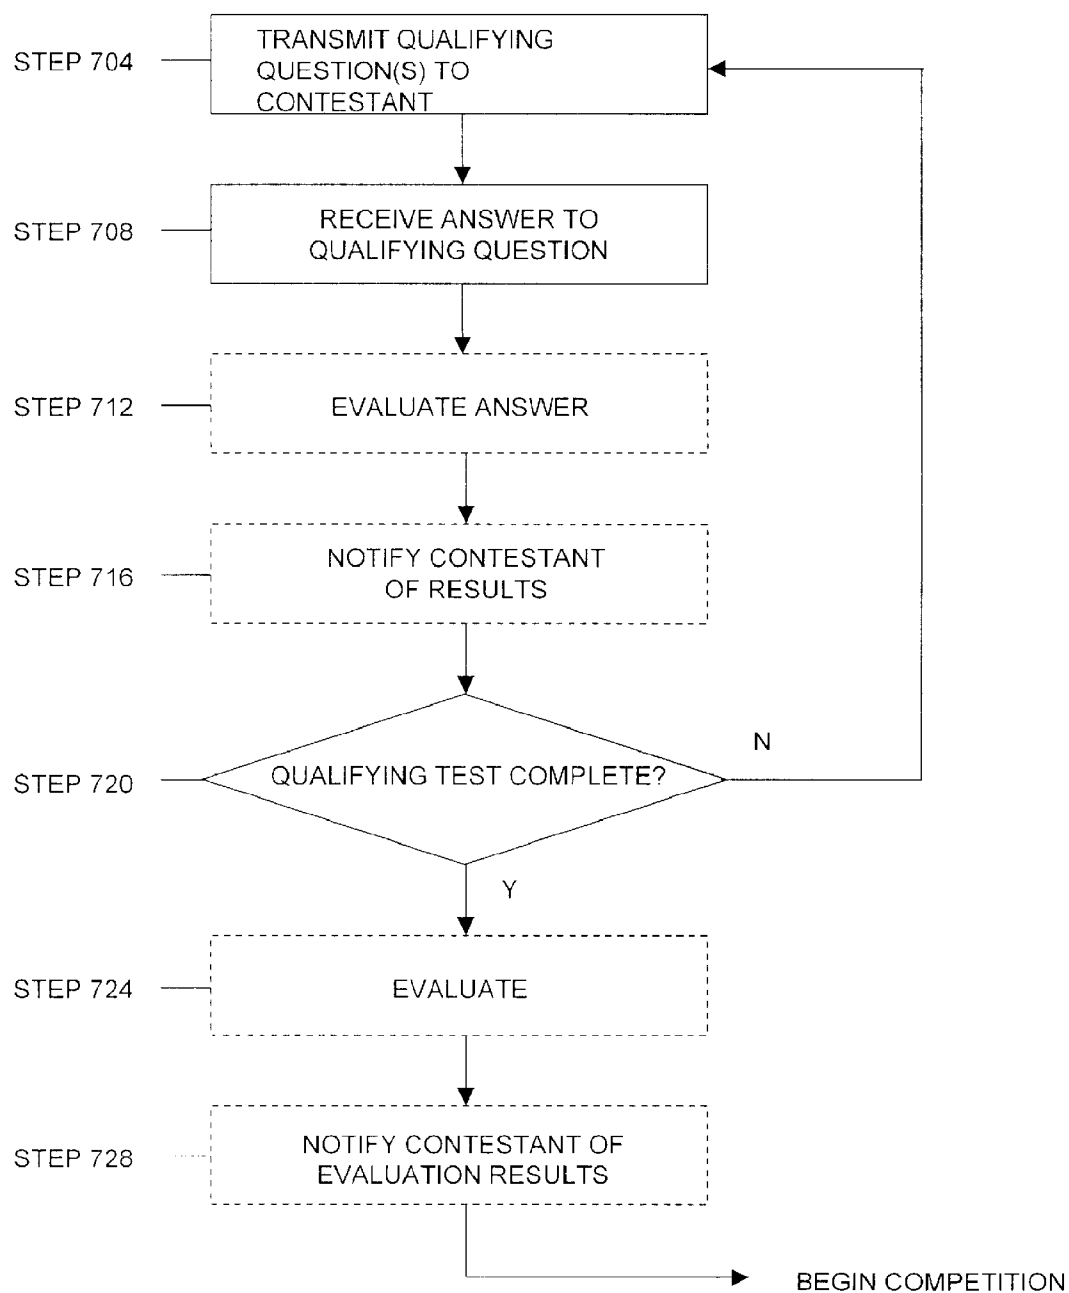 STEP 704
TRANSMIT QUALIFYING
QUESTION(S) TO
CONTESTANT
STEP 708
RECEIVE ANSWER TO
QUALIFYING QUESTION
STEP 712
EVALUATE ANSWER
STEP 716
NOTIFY CONTESTANT
OF RESULTS
N
STEP 720
QUALIFYING TEST COMPLETE?
Y
STEP 724
EVALUATE
STEP 728
NOTIFY CONTESTANT OF
EVALUATION RESULTS
BEGIN COMPETITION